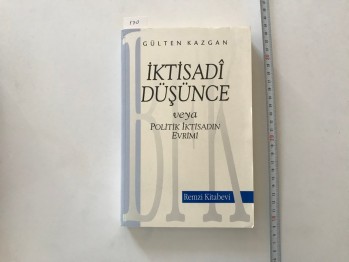 GÜLTEN KAZGAN
İKTİSADÎ
DÜŞÜNCE
veya
POLİTİK İKTİSADIN
EVRİMİ
Remzi Kitabevi